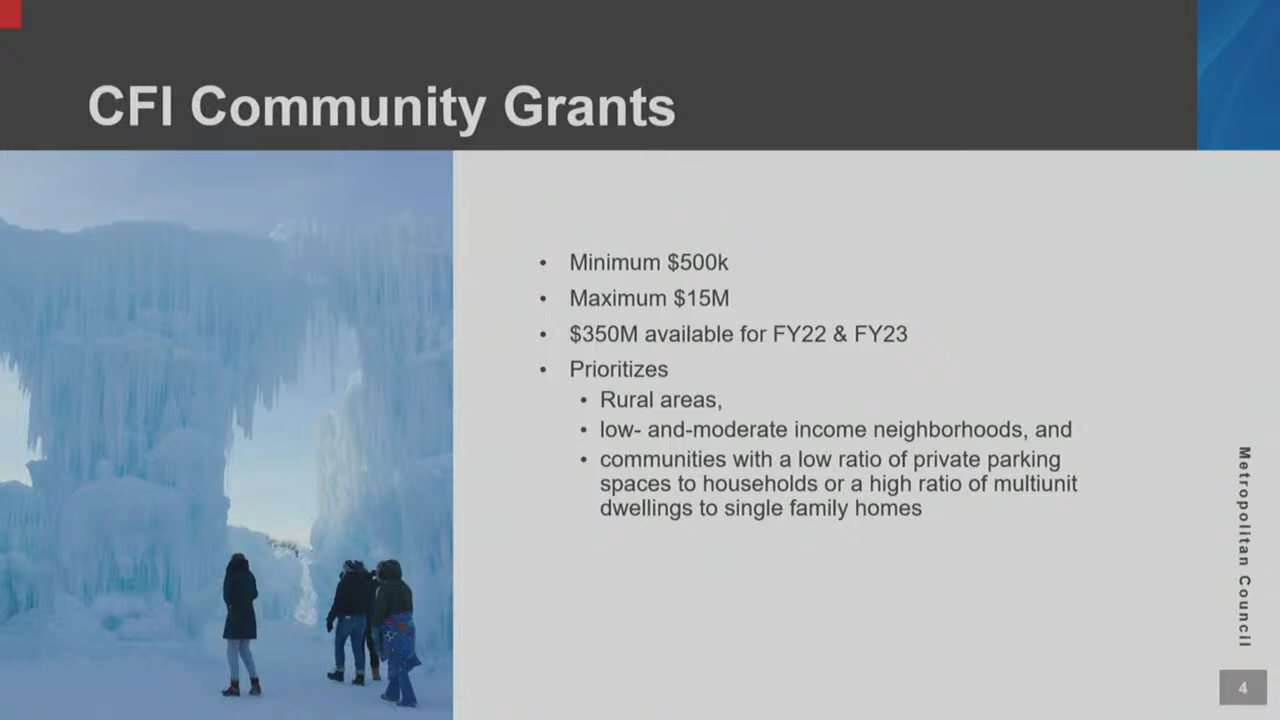 CFI Community Grants
• Minimum $500k
• Maximum $15M
• $350M available for FY22 & FY23
• Prioritizes
• Rural areas,
• low- and-moderate income neighborhoods, and
• communities with a low ratio of private parking
spaces to households or a high ratio of multiunit
dwellings to single family homes
Metropolitan Council
4